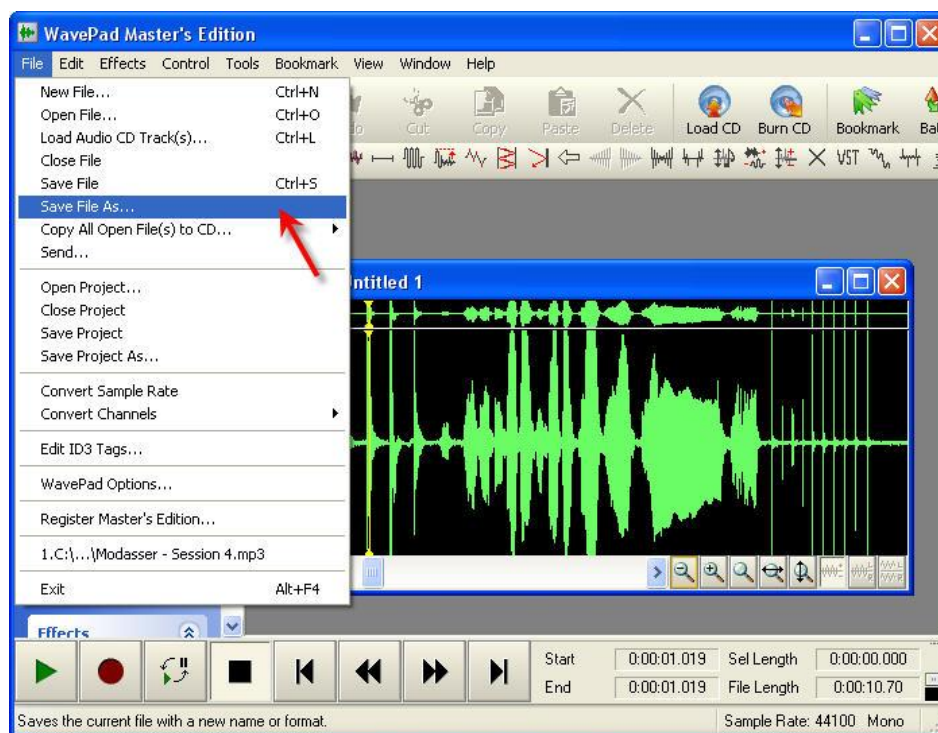 WavePad Master's Edition
File Edit Effects Control Tools Bookmark View Window Help
New File... Ctrl+N
Open File... Ctrl+O
Load Audio CD Track(s)... Ctrl+L
Close File
Save File Ctrl+S
Save File As...
Copy All Open File(s) to CD...
Send...
Open Project...
Close Project
Save Project
Save Project As...
Convert Sample Rate
Convert Channels
Edit ID3 Tags...
WavePad Options...
Register Master's Edition...
1.C:\...\Modasser - Session 4.mp3
Exit Alt+F4
Cut Copy Paste Delete Load CD Burn CD Bookmark
VST
ntitled 1
Effects
Start 0:00:01.019 Sel Length 0:00:00.000
End 0:00:01.019 File Length 0:00:10.70
Saves the current file with a new name or format. Sample Rate: 44100 Mono